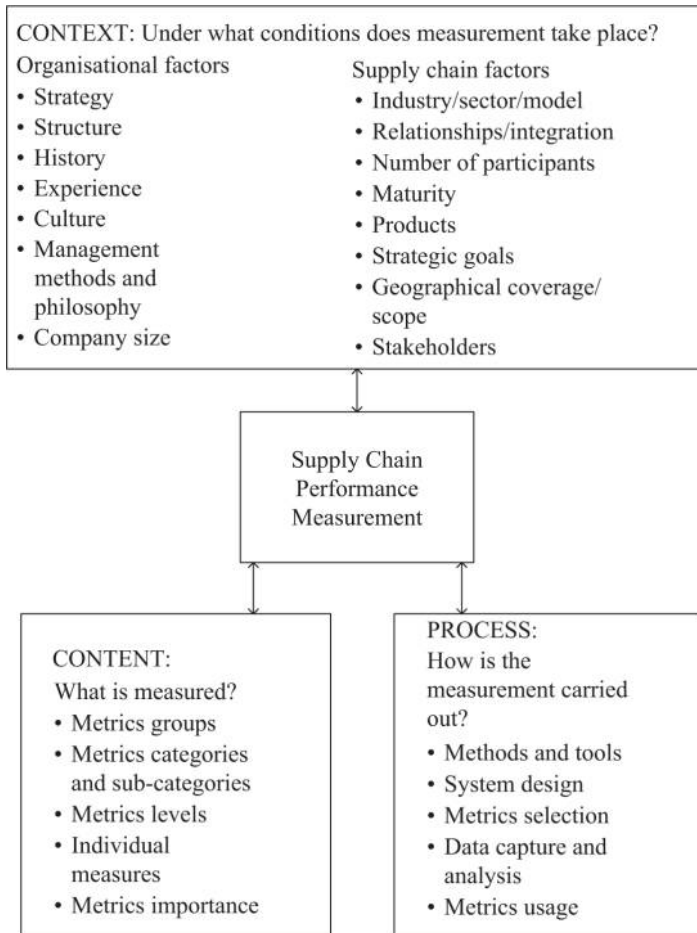 CONTEXT: Under what conditions does measurement take place?
Organisational factors
• Strategy
• Structure
• History
• Experience
• Culture
• Management
methods and
philosophy
• Company size
Supply chain factors
• Industry/sector/model
• Relationships/integration
• Number of participants
• Maturity
• Products
• Strategic goals
• Geographical coverage/
scope
• Stakeholders
Supply Chain
Performance
Measurement
CONTENT:
What is measured?
• Metrics groups
• Metrics categories
and sub-categories
• Metrics levels
• Individual
measures
• Metrics importance
PROCESS:
How is the
measurement carried
out?
• Methods and tools
• System design
• Metrics selection
• Data capture and
analysis
• Metrics usage